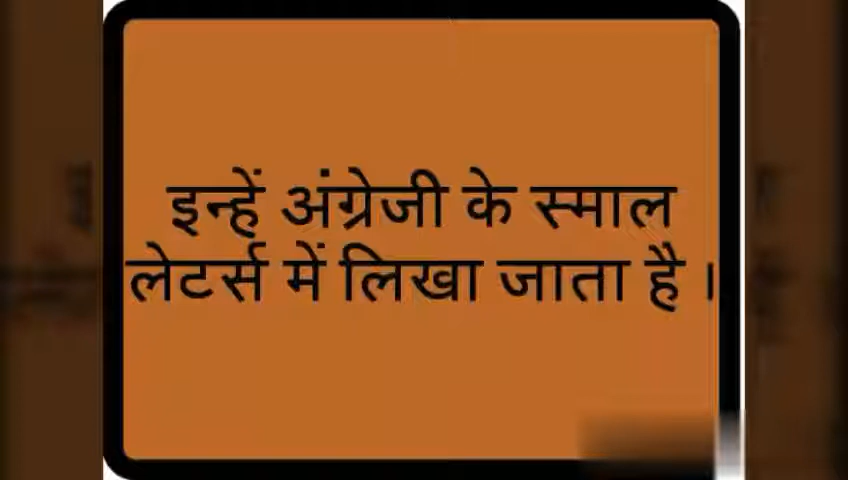 इन्हें अंग्रेजी के स्माल
लेटर्स में लिखा जाता है ।